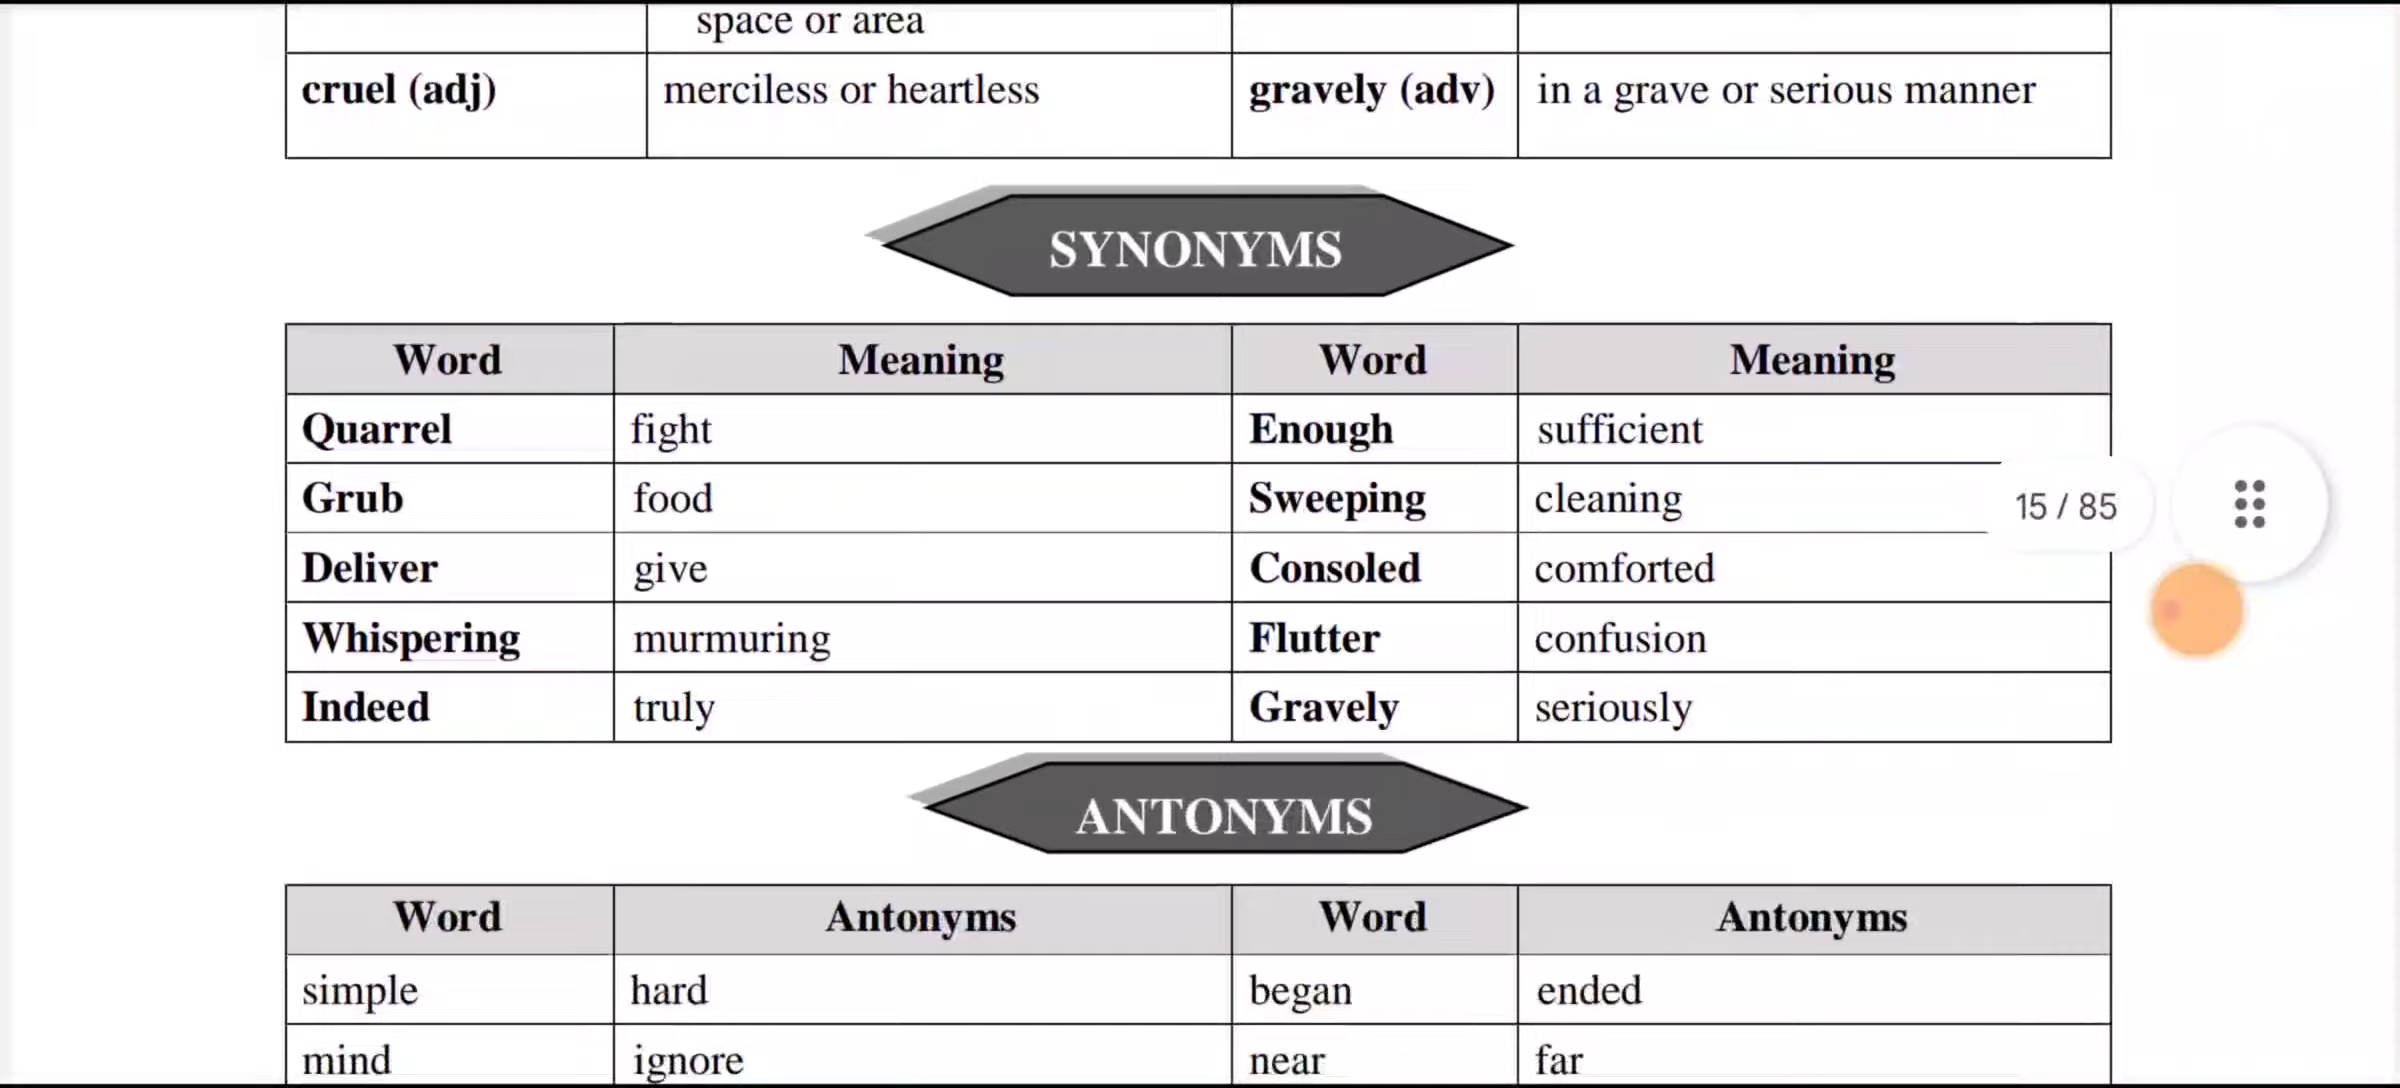 space or area
cruel (adj) merciless or heartless gravely (adv) in a grave or serious manner
SYNONYMS
Word Meaning Word Meaning
Quarrel fight Enough sufficient
Grub food Sweeping cleaning
15 / 85
Deliver give Consoled comforted
Whispering murmuring Flutter confusion
Indeed truly Gravely seriously
ANTONYMS
Word Antonyms Word Antonyms
simple hard began ended
mind ignore near far